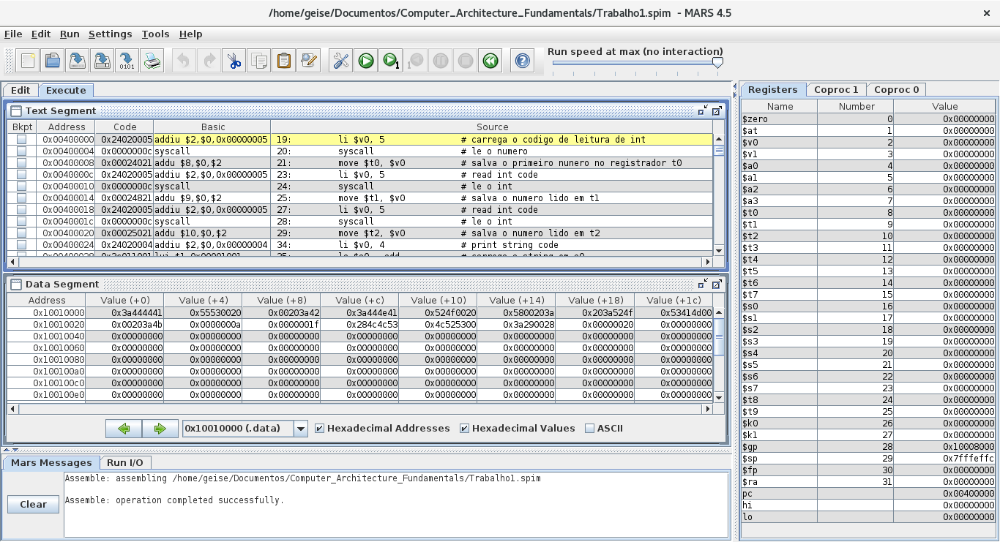 /home/geise/Documentos/Computer_Architecture_Fundamentals/Trabalho1.spim - MARS 4.5
File Edit Run Settings Tools Help
Run speed at max (no interaction)
Edit Execute
Text Segment
Bkpt Address Code Basic Source
0x00400000 0x24020005 addiu $2,$0,0x00000005 19: li $v0, 5 # carrega o codigo de leitura de int
0x00400004 0x0000000c syscall 20: syscall # le o numero
0x00400008 0x00024021 addu $8,$0,$2 21: move $t0, $v0 # salva o primeiro nunero no registrador t0
0x0040000c 0x24020005 addiu $2,$0,0x00000005 23: li $v0, 5 # read int code
0x00400010 0x0000000c syscall 24: syscall # le o int
0x00400014 0x00024821 addu $9,$0,$2 25: move $t1, $v0 # salva o numero lido em t1
0x00400018 0x24020005 addiu $2,$0,0x00000005 27: li $v0, 5 # read int code
0x0040001c 0x0000000c syscall 28: syscall # le o int
0x00400020 0x00025021 addu $10,$0,$2 29: move $t2, $v0 # salva o numero lido em t2
0x00400024 0x24020004 addiu $2,$0,0x00000004 34: li $v0, 4 # print string code
Data Segment
Address Value (+0) Value (+4) Value (+8) Value (+c) Value (+10) Value (+14) Value (+18) Value (+1c)
0x10010000 0x3a444441 0x55530020 0x00203a42 0x3a444e41 0x524f0020 0x5800203a 0x203a524f 0x53414d00
0x10010020 0x00203a4b 0x0000000a 0x0000001f 0x284c4c53 0x4c525300 0x3a290028 0x00000020 0x00000000
0x10010040 0x00000000 0x00000000 0x00000000 0x00000000 0x00000000 0x00000000 0x00000000 0x00000000
0x10010060 0x00000000 0x00000000 0x00000000 0x00000000 0x00000000 0x00000000 0x00000000 0x00000000
0x10010080 0x00000000 0x00000000 0x00000000 0x00000000 0x00000000 0x00000000 0x00000000 0x00000000
0x100100a0 0x00000000 0x00000000 0x00000000 0x00000000 0x00000000 0x00000000 0x00000000 0x00000000
0x100100c0 0x00000000 0x00000000 0x00000000 0x00000000 0x00000000 0x00000000 0x00000000 0x00000000
0x100100e0 0x00000000 0x00000000 0x00000000 0x00000000 0x00000000 0x00000000 0x00000000 0x00000000
0x10010000 (.data) Hexadecimal Addresses Hexadecimal Values ASCII
Mars Messages Run I/O
Clear
Assemble: assembling /home/geise/Documentos/Computer_Architecture_Fundamentals/Trabalho1.spim
Assemble: operation completed successfully.
Registers Coproc 1 Coproc 0
Name Number Value
$zero 0 0x00000000
$at 1 0x00000000
$v0 2 0x00000000
$v1 3 0x00000000
$a0 4 0x00000000
$a1 5 0x00000000
$a2 6 0x00000000
$a3 7 0x00000000
$t0 8 0x00000000
$t1 9 0x00000000
$t2 10 0x00000000
$t3 11 0x00000000
$t4 12 0x00000000
$t5 13 0x00000000
$t6 14 0x00000000
$t7 15 0x00000000
$s0 16 0x00000000
$s1 17 0x00000000
$s2 18 0x00000000
$s3 19 0x00000000
$s4 20 0x00000000
$s5 21 0x00000000
$s6 22 0x00000000
$s7 23 0x00000000
$t8 24 0x00000000
$t9 25 0x00000000
$k0 26 0x00000000
$k1 27 0x00000000
$gp 28 0x10008000
$sp 29 0x7fffeffc
$fp 30 0x00000000
$ra 31 0x00000000
pc 0x00400000
hi 0x00000000
lo 0x00000000